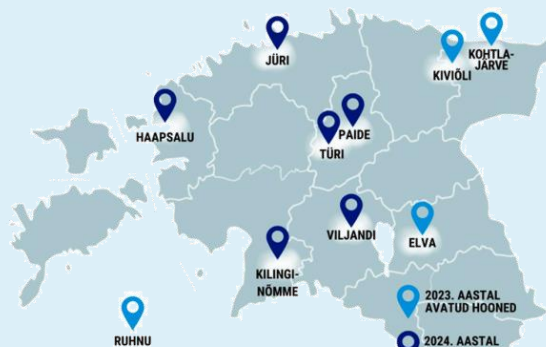 JÜRI
KOHTLA-
JÄRVE
KIVIÕLI
HAAPSALU
PAIDE
TÜRI
VILJANDI
ELVA
KILINGI-
NÕMME
RUHNU
2023. AASTAL
AVATUD HOONED
2024. AASTAL